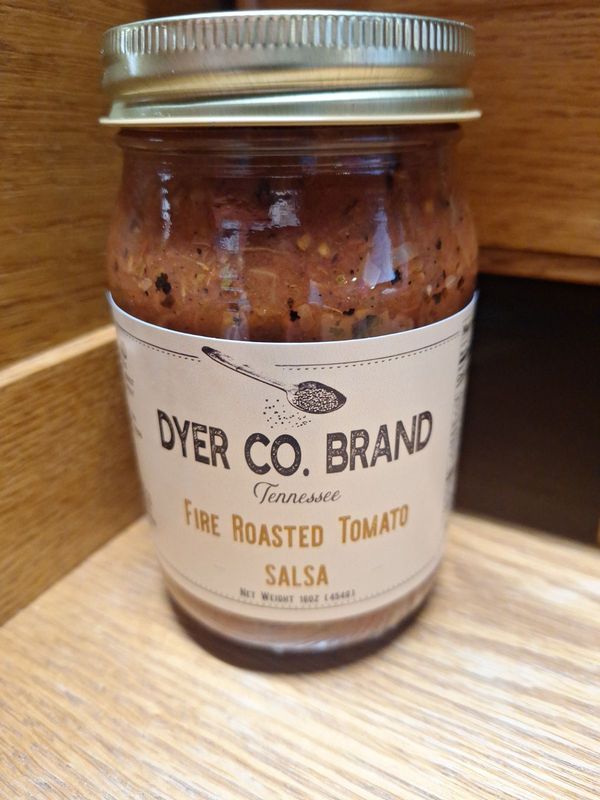 DYER CO. BRAND
Tennessee
FIRE ROASTED TOMATO
SALSA
NET WEIGHT 16OZ (454G)